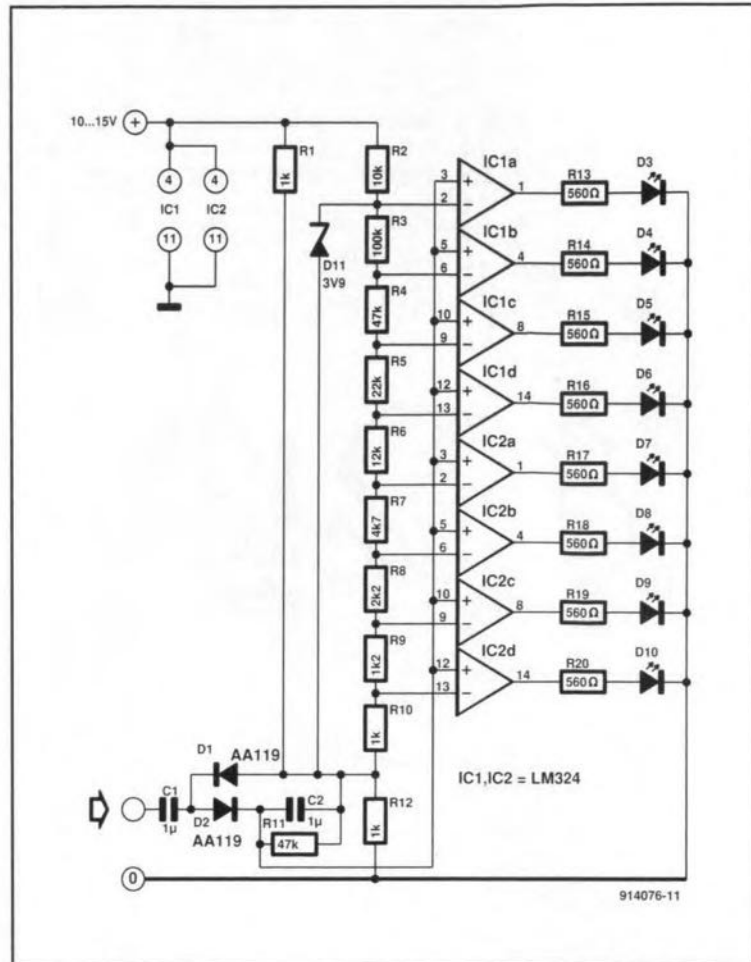 10...15V
+
R1
1k
R2
10k
4
4
IC1
IC2
11
11
D11
3V9
R3
100k
R4
47k
R5
22k
R6
12k
R7
4k7
R8
2k2
R9
1k2
R10
1k
R12
1k
3
+
2
−
IC1a
1
R13
560Ω
D3
5
+
6
−
IC1b
4
R14
560Ω
D4
10
+
9
−
IC1c
8
R15
560Ω
D5
12
+
13
−
IC1d
14
R16
560Ω
D6
3
+
2
−
IC2a
1
R17
560Ω
D7
5
+
6
−
IC2b
4
R18
560Ω
D8
10
+
9
−
IC2c
8
R19
560Ω
D9
12
+
13
−
IC2d
14
R20
560Ω
D10
IC1,IC2 = LM324
D1
AA119
C1
1µ
D2
AA119
C2
1µ
R11
47k
0
914076-11